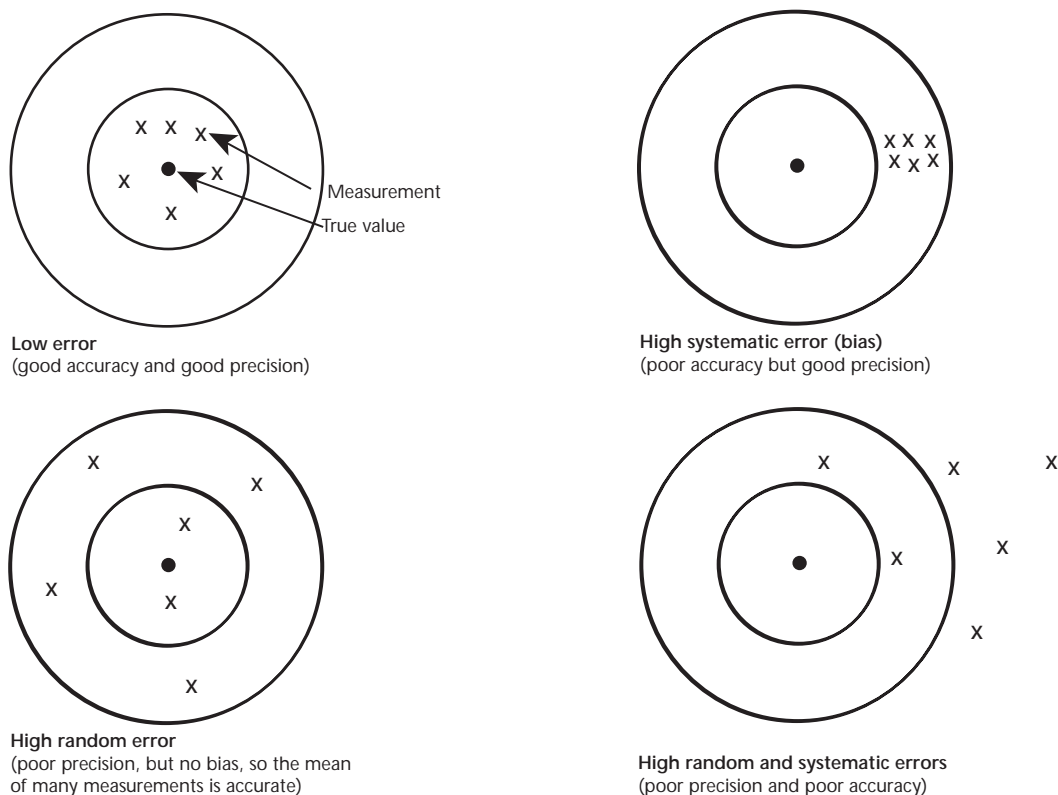 x x x
x x
x
Measurement
True value
Low error
(good accuracy and good precision)
x x x
x x x
High systematic error (bias)
(poor accuracy but good precision)
x
x
x
x
x
x
High random error
(poor precision, but no bias, so the mean
of many measurements is accurate)
x x x
x x
x
High random and systematic errors
(poor precision and poor accuracy)